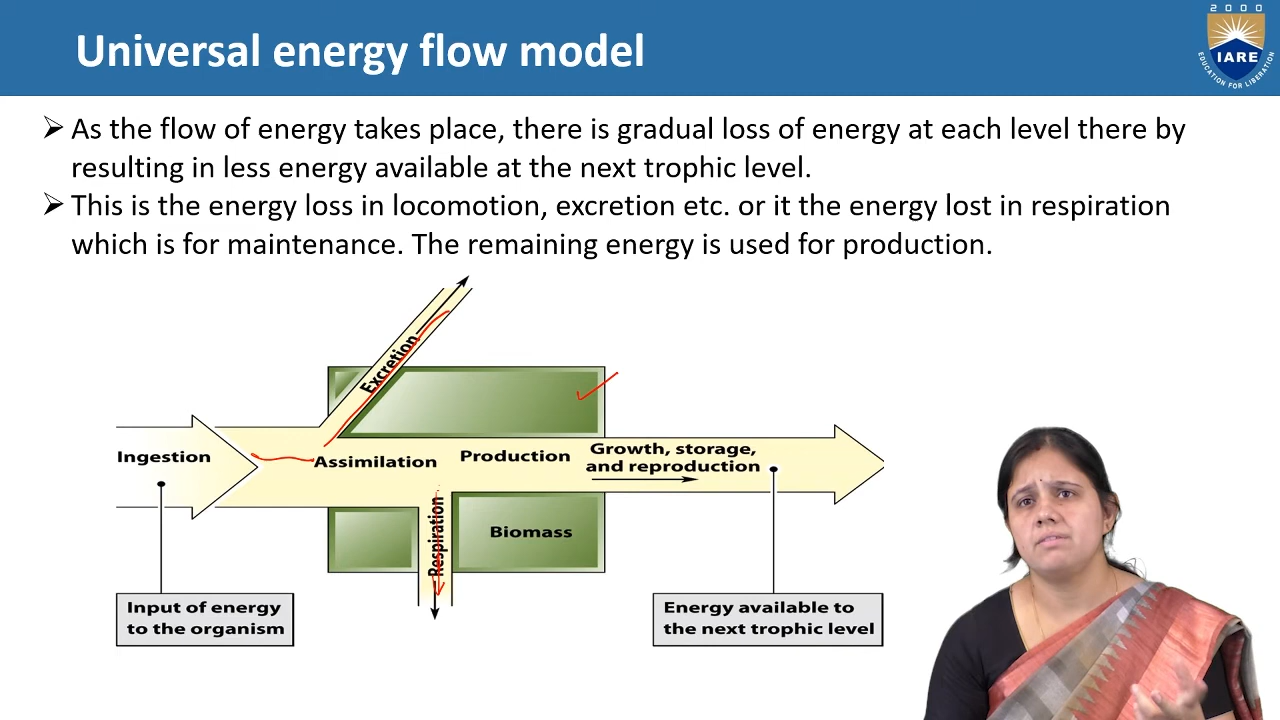 2000
Universal energy flow model
IARE
EDUCATION FOR LIBERATION
➢ As the flow of energy takes place, there is gradual loss of energy at each level there by
resulting in less energy available at the next trophic level.
➢ This is the energy loss in locomotion, excretion etc. or it the energy lost in respiration
which is for maintenance. The remaining energy is used for production.
Excretion
Ingestion
Assimilation
Production
Growth, storage,
and reproduction
Respiration
Biomass
Input of energy
to the organism
Energy available to
the next trophic level